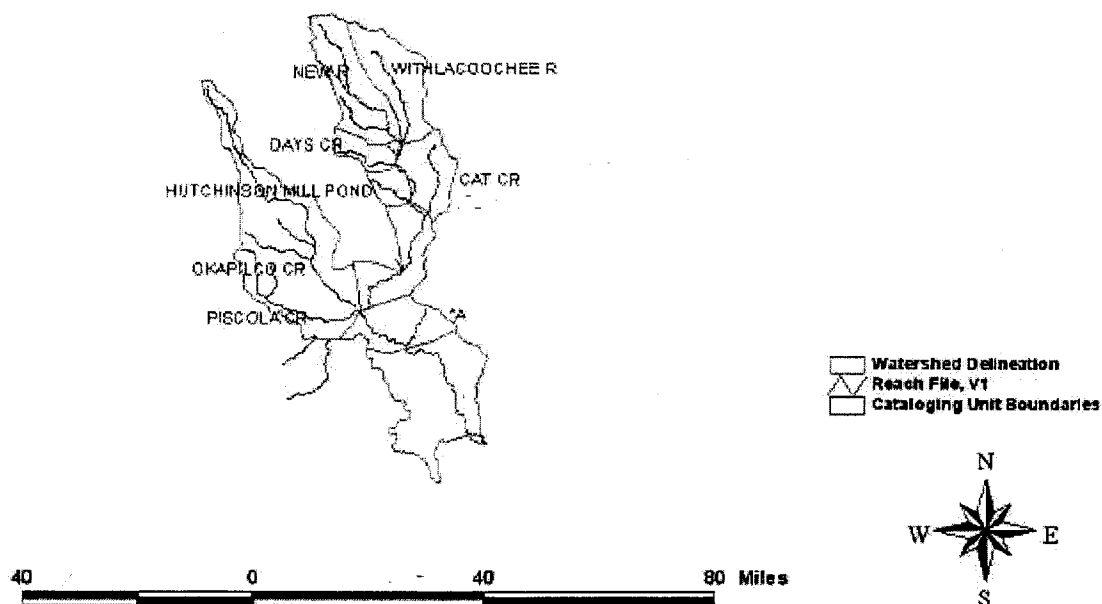 NEW R
WITHLACOOCHEE R
DAYS CR
CAT CR
HUTCHINSON MILL POND
OKAPILCO CR
PISCOLA CR
*A
Watershed Delineation
Reach File, V1
Cataloging Unit Boundaries
N
W E
S
40 0 40 80 Miles